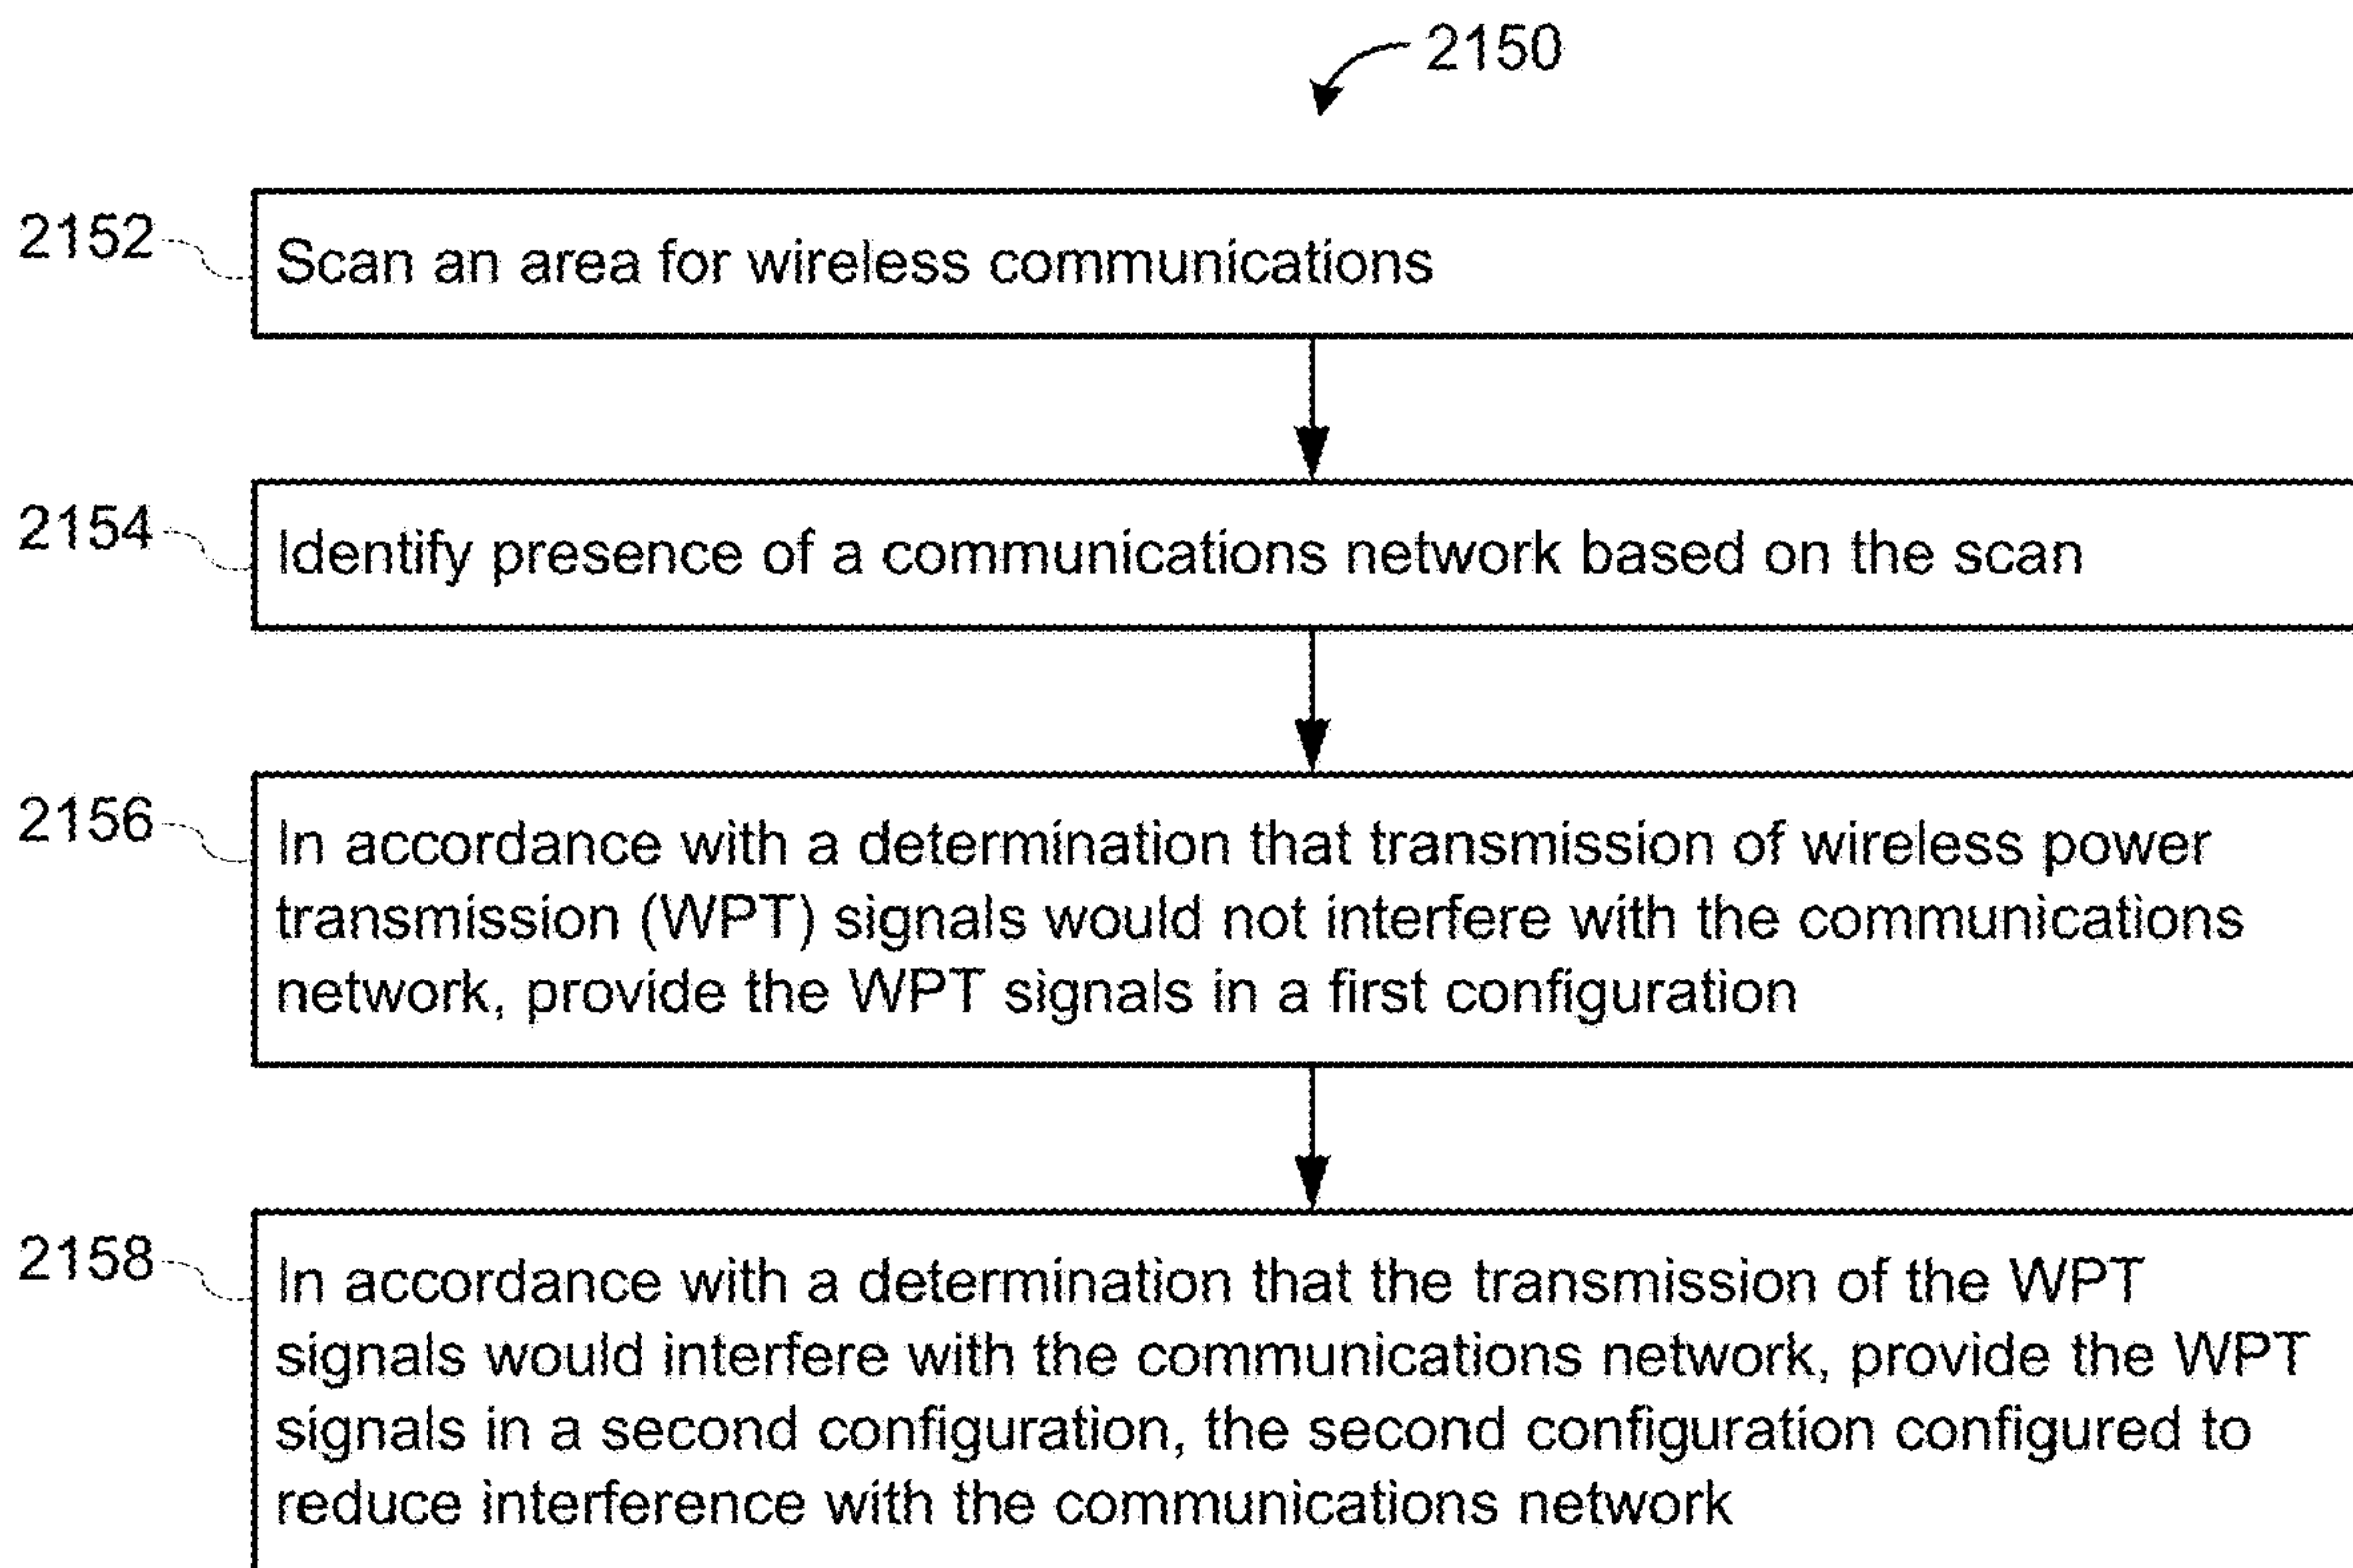 2150
2152
Scan an area for wireless communications
2154
Identify presence of a communications network based on the scan
2156
In accordance with a determination that transmission of wireless power
transmission (WPT) signals would not interfere with the communications
network, provide the WPT signals in a first configuration
2158
In accordance with a determination that the transmission of the WPT
signals would interfere with the communications network, provide the WPT
signals in a second configuration, the second configuration configured to
reduce interference with the communications network